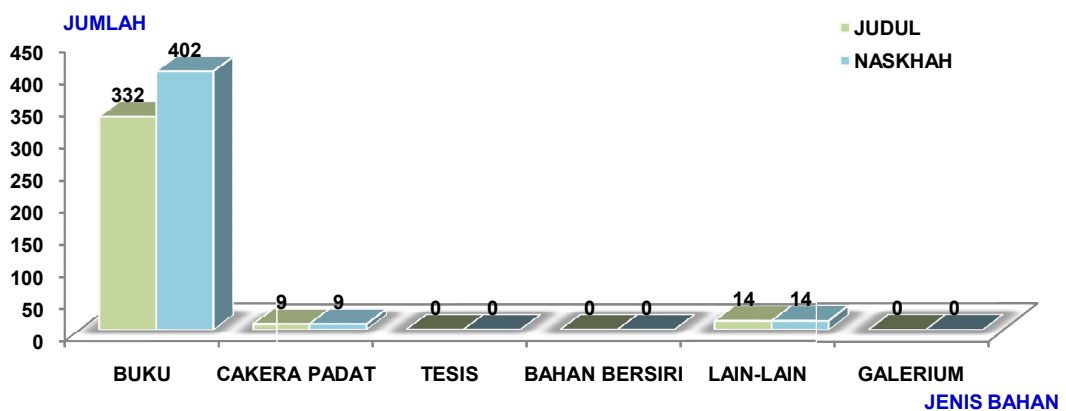 JUMLAH
JUDUL
NASKHAH
450
400
350
300
250
200
150
100
50
0
332
402
9
9
0
0
0
0
14
14
0
0
BUKU
CAKERA PADAT
TESIS
BAHAN BERSIRI
LAIN-LAIN
GALERIUM
JENIS BAHAN